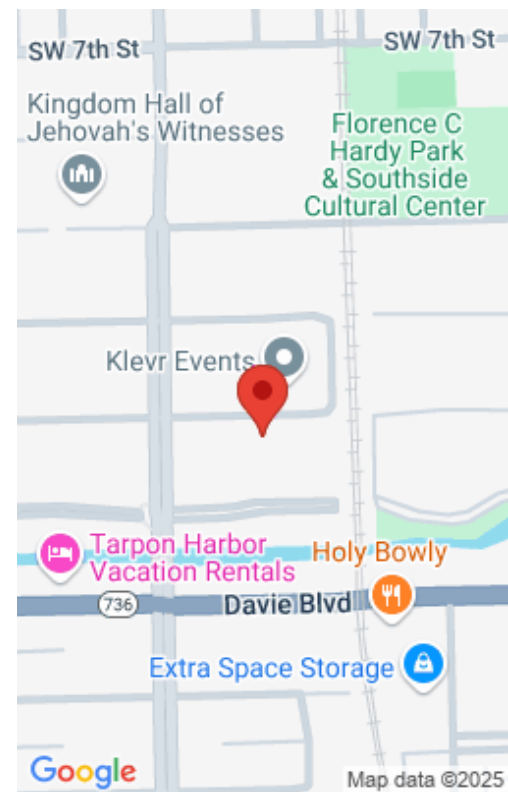 SW 7th St
SW 7th St
Kingdom Hall of
Jehovah's Witnesses
Florence C
Hardy Park
& Southside
Cultural Center
Klevr Events
Tarpon Harbor
Vacation Rentals
Holy Bowly
736
Davie Blvd
Extra Space Storage
Google
Map data ©2025